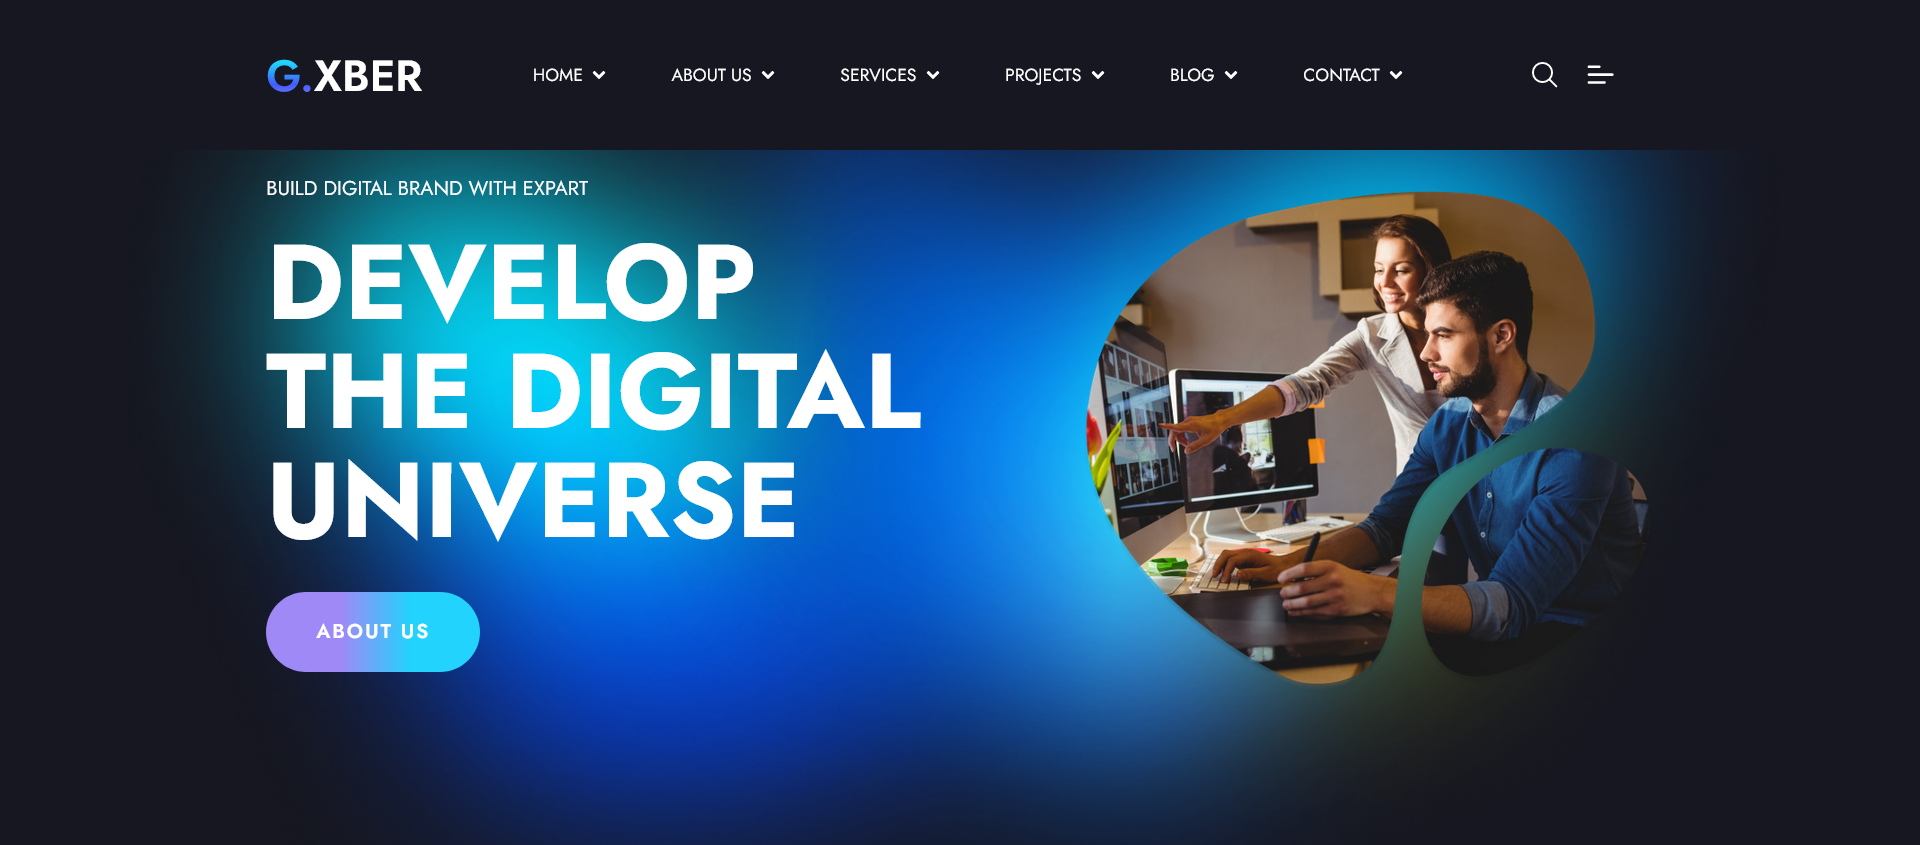 G.XBER
HOME
ABOUT US
SERVICES
PROJECTS
BLOG
CONTACT
BUILD DIGITAL BRAND WITH EXPART
DEVELOP
THE DIGITAL
UNIVERSE
ABOUT US